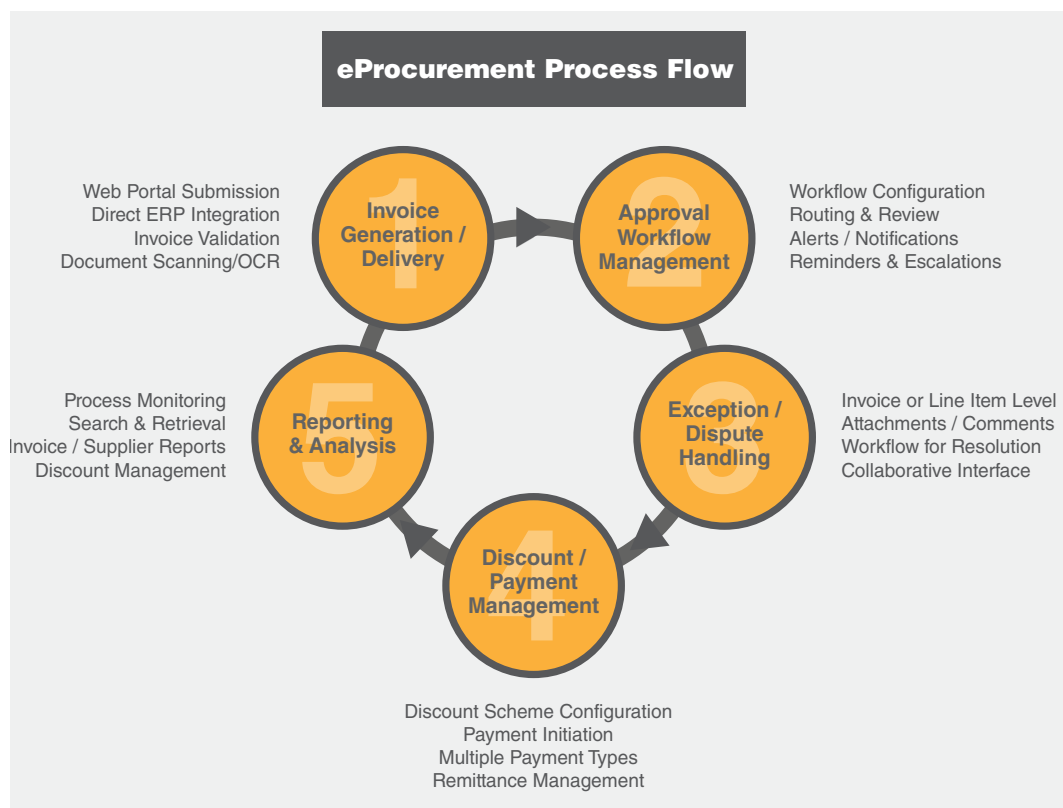 eProcurement Process Flow
1
Invoice
Generation /
Delivery
Web Portal Submission
Direct ERP Integration
Invoice Validation
Document Scanning/OCR
2
Approval
Workflow
Management
Workflow Configuration
Routing & Review
Alerts / Notifications
Reminders & Escalations
3
Exception /
Dispute
Handling
Invoice or Line Item Level
Attachments / Comments
Workflow for Resolution
Collaborative Interface
4
Discount /
Payment
Management
Discount Scheme Configuration
Payment Initiation
Multiple Payment Types
Remittance Management
5
Reporting
& Analysis
Process Monitoring
Search & Retrieval
Invoice / Supplier Reports
Discount Management